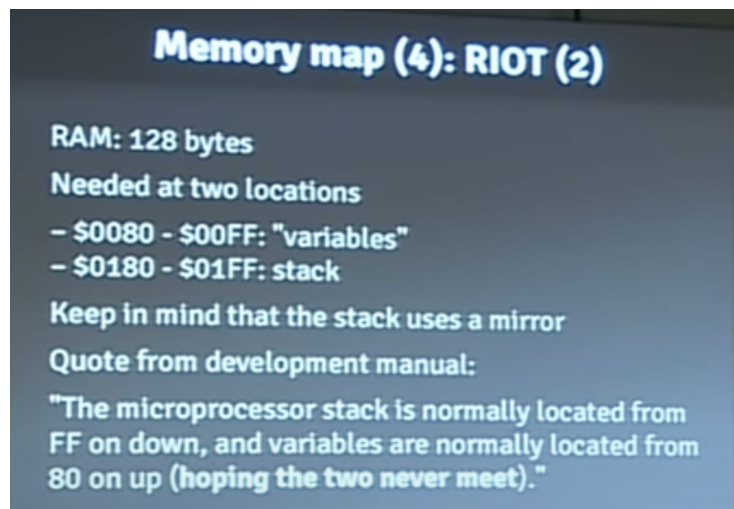 Memory map (4): RIOT (2)
RAM: 128 bytes
Needed at two locations
– $0080 - $00FF: "variables"
– $0180 - $01FF: stack
Keep in mind that the stack uses a mirror
Quote from development manual:
"The microprocessor stack is normally located from
FF on down, and variables are normally located from
80 on up (hoping the two never meet)."